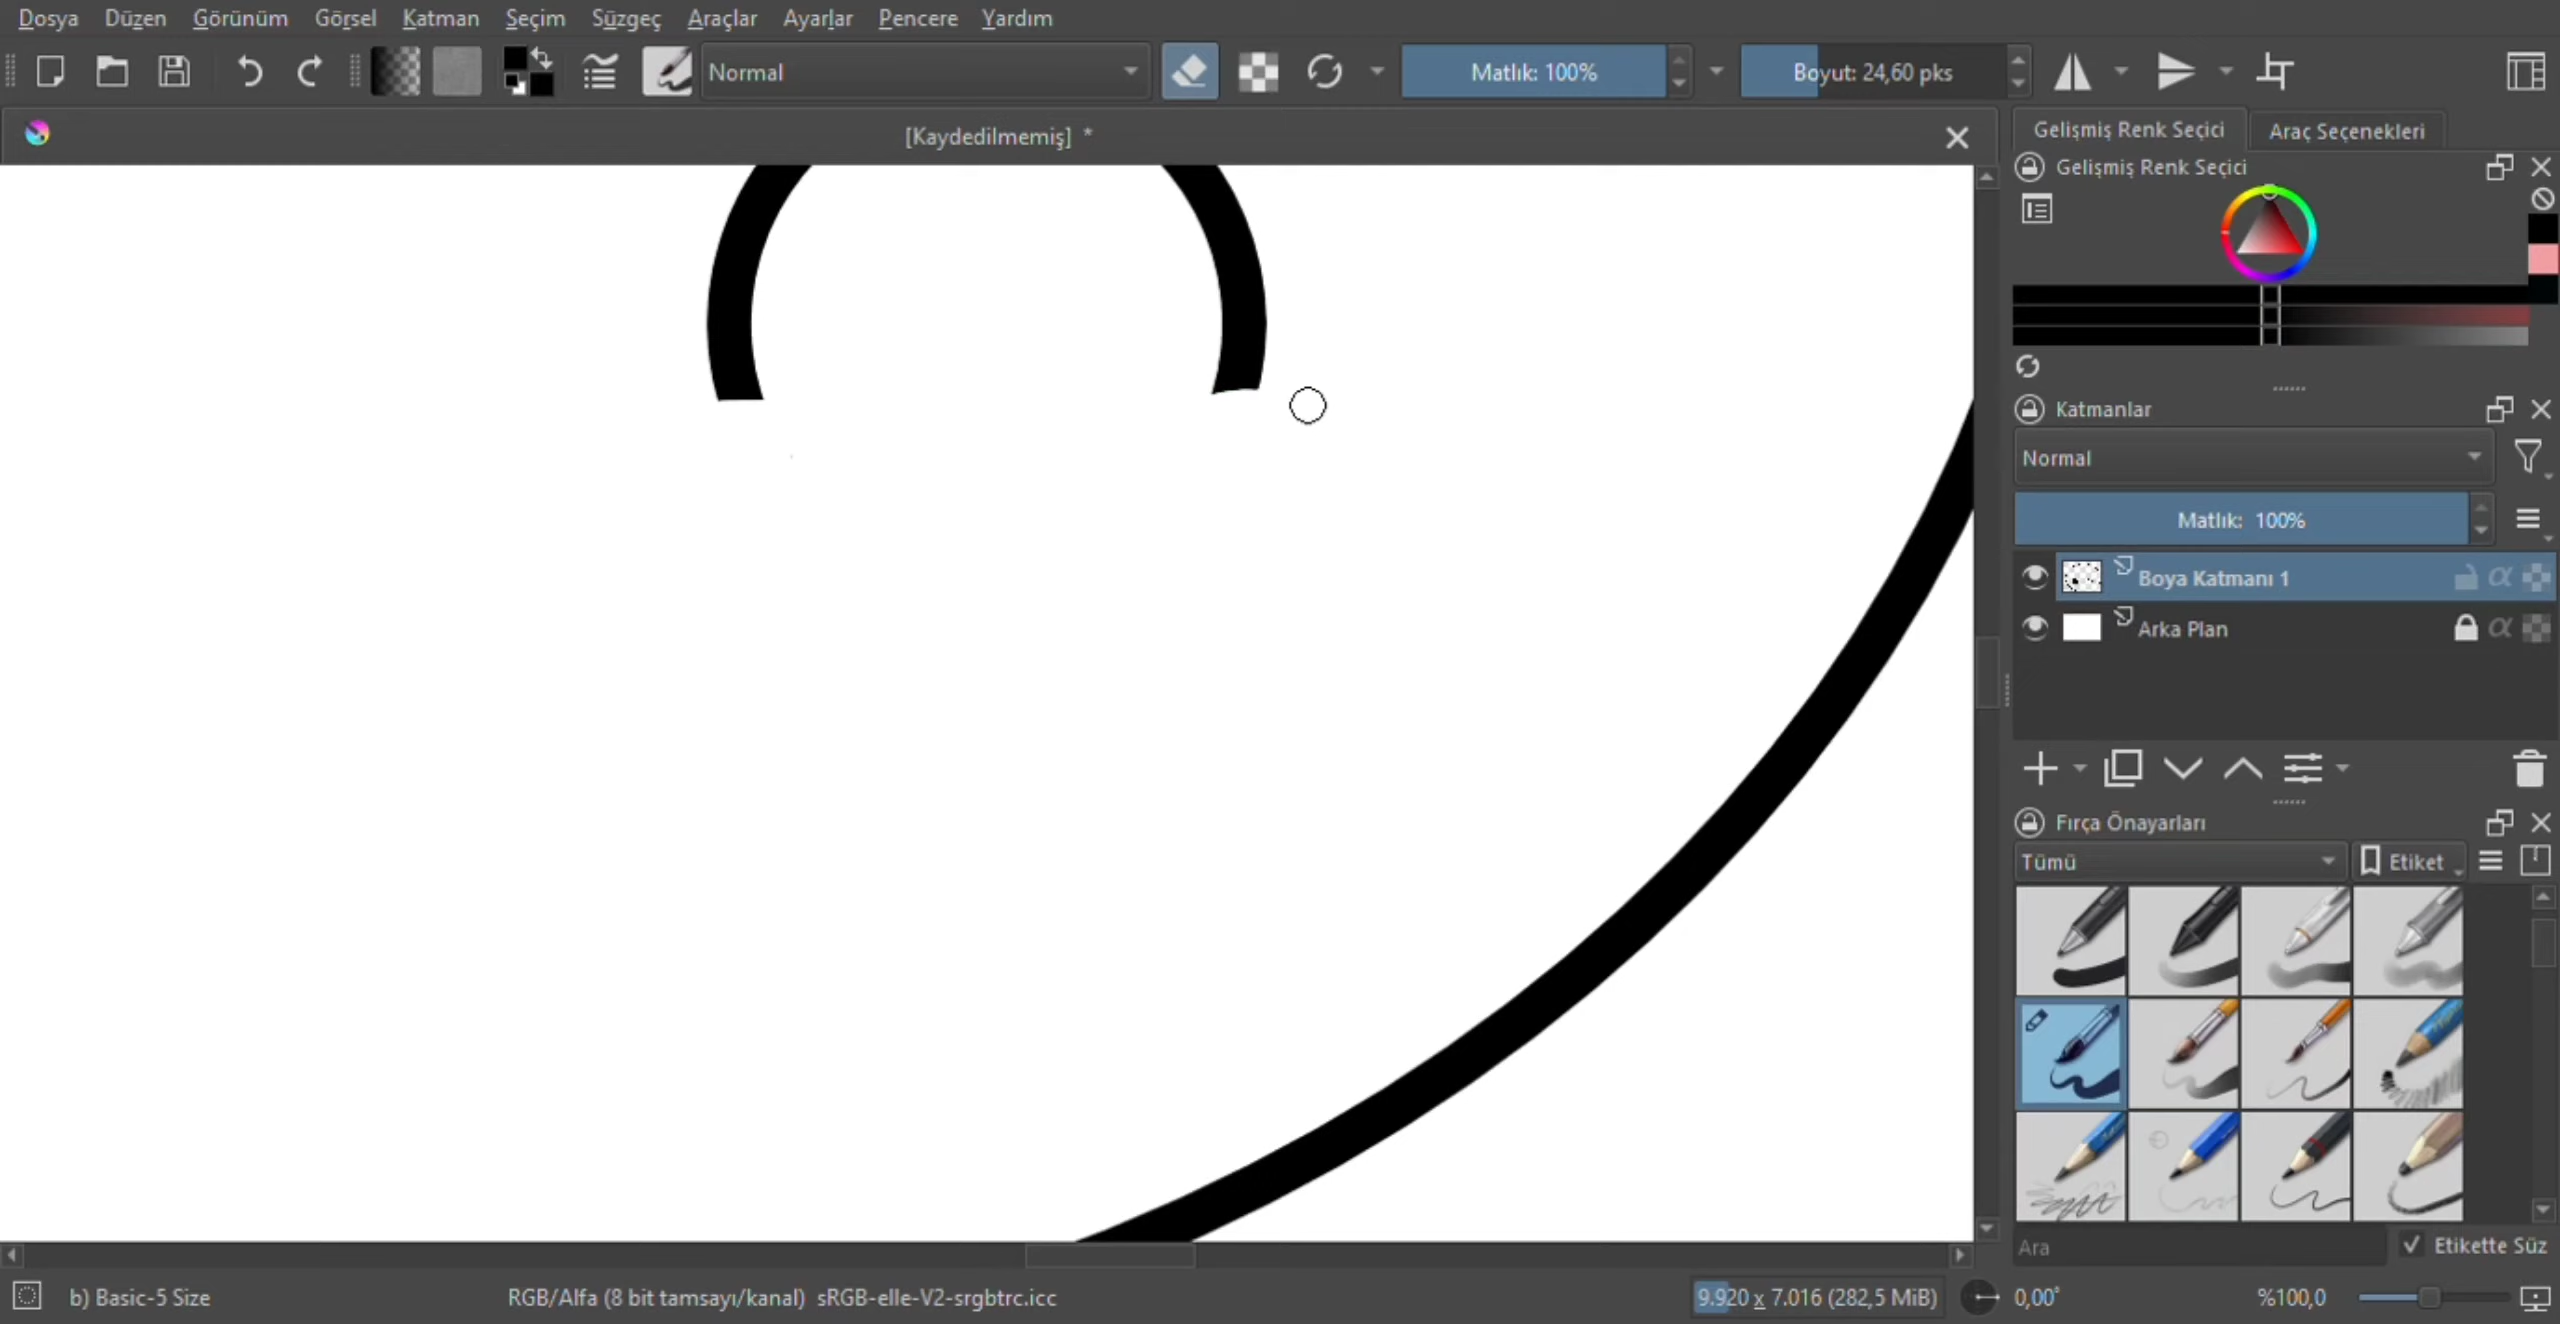 Dosya Düzen Görünüm Görsel Katman Seçim Süzgeç Araçlar Ayarlar Pencere Yardım
Normal Matlık: 100% Boyut: 24,60 pks
[Kaydedilmemiş] *
Gelişmiş Renk Seçici Araç Seçenekleri
Gelişmiş Renk Seçici
Katmanlar
Normal
Matlık: 100%
Boya Katmanı 1
Arka Plan
Fırça Önayarları
Tümü Etiket
Ara Etikette Süz
b) Basic-5 Size RGB/Alfa (8 bit tamsayı/kanal) sRGB-elle-V2-srgbtrc.icc 9.920 x 7.016 (282,5 MiB) 0,00° %100,0